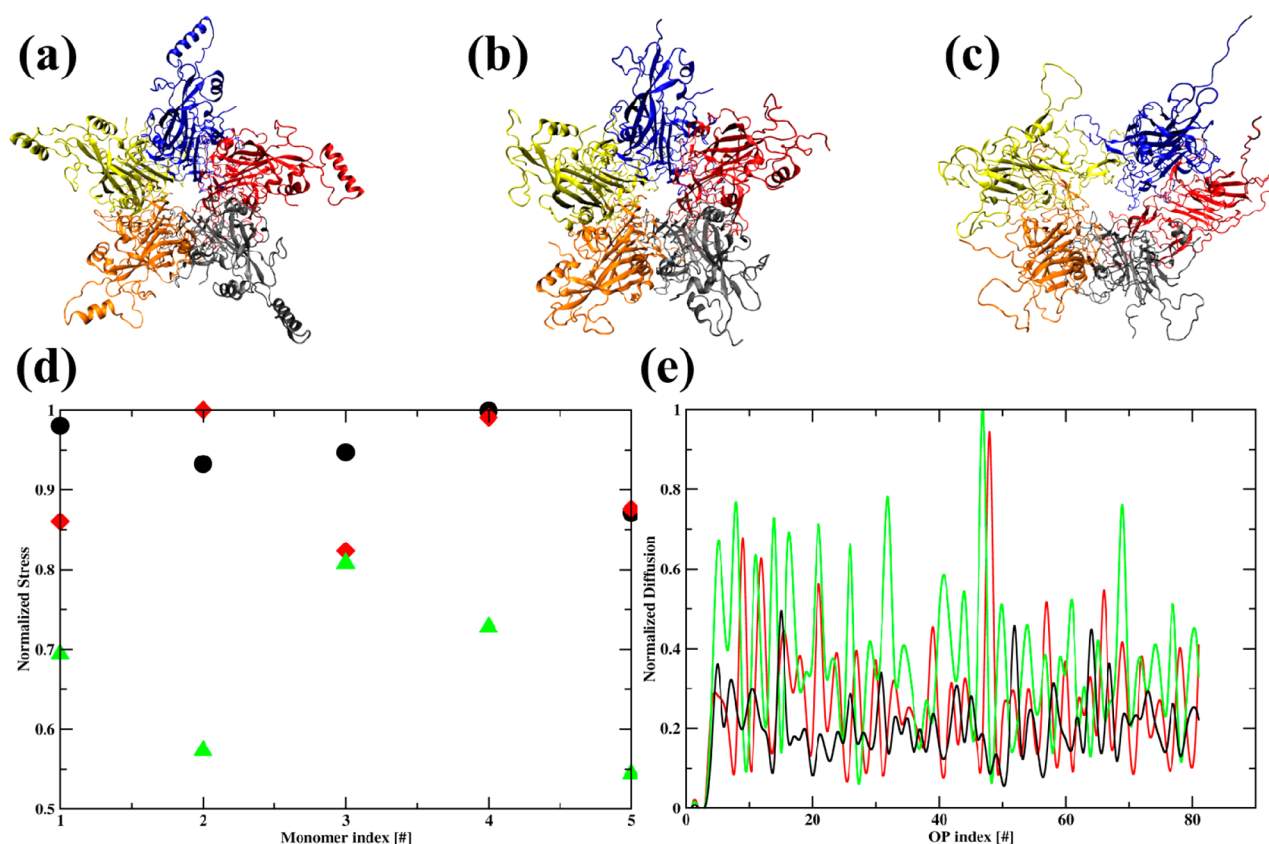 (a) (b) (c)
(d) (e)
1
0.9
0.8
0.7
0.6
0.5
Normalized Stress
1 2 3 4 5
Monomer index [#]
1
0.8
0.6
0.4
0.2
0
Normalized Diffusion
0 20 40 60 80
OP index [#]